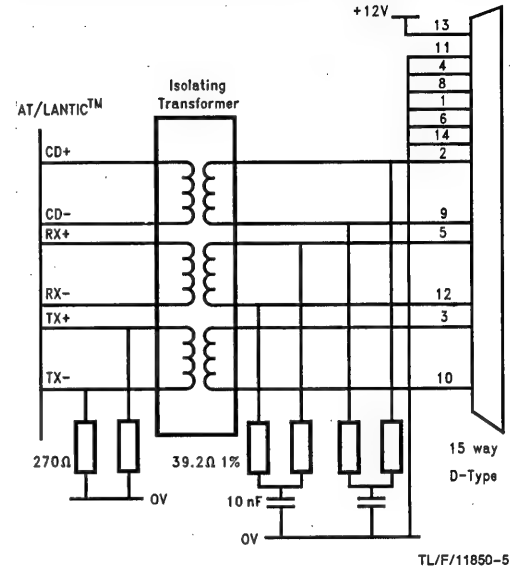 +12V
13
11
4
8
1
6
14
2
Isolating
Transformer
AT/LANTIC™
CD+
CD-
9
RX+
5
RX-
12
TX+
3
TX-
10
270Ω
39.2Ω 1%
15 way
D-Type
0V
10 nF
0V
TL/F/11850-5